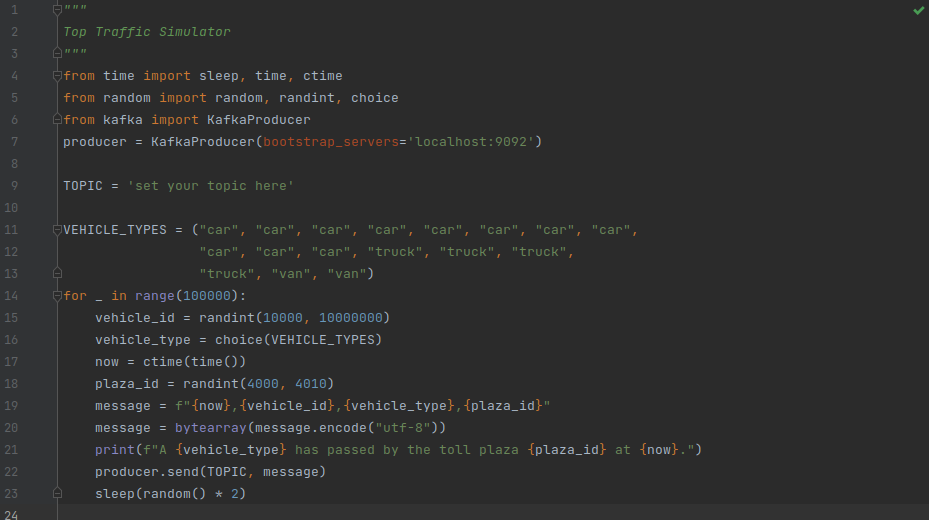 1 """
2 Top Traffic Simulator
3 """
4 from time import sleep, time, ctime
5 from random import random, randint, choice
6 from kafka import KafkaProducer
7 producer = KafkaProducer(bootstrap_servers='localhost:9092')
8
9 TOPIC = 'set your topic here'
10
11 VEHICLE_TYPES = ("car", "car", "car", "car", "car", "car", "car", "car",
12                  "car", "car", "car", "truck", "truck", "truck",
13                  "truck", "van", "van")
14 for _ in range(100000):
15     vehicle_id = randint(10000, 10000000)
16     vehicle_type = choice(VEHICLE_TYPES)
17     now = ctime(time())
18     plaza_id = randint(4000, 4010)
19     message = f"{now},{vehicle_id},{vehicle_type},{plaza_id}"
20     message = bytearray(message.encode("utf-8"))
21     print(f"A {vehicle_type} has passed by the toll plaza {plaza_id} at {now}.")
22     producer.send(TOPIC, message)
23     sleep(random() * 2)
24